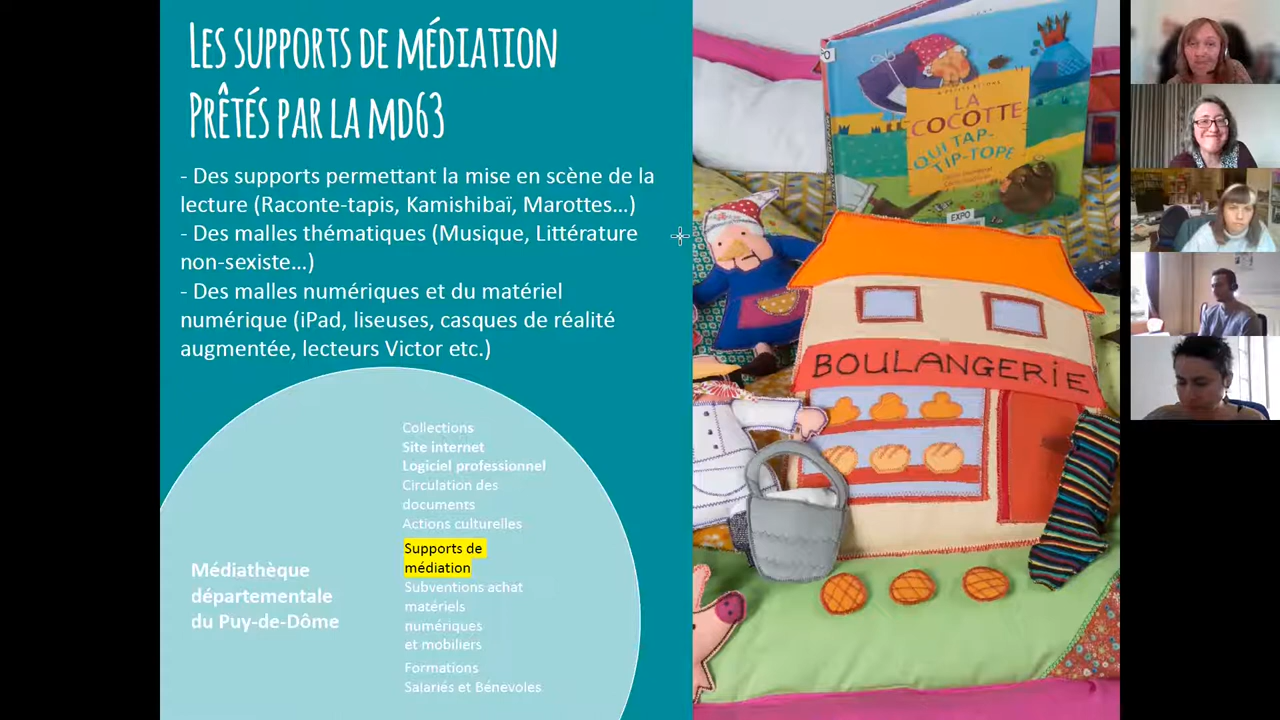 Les supports de médiation
Prêtés par la md63
- Des supports permettant la mise en scène de la
lecture (Raconte-tapis, Kamishibaï, Marottes…)
- Des malles thématiques (Musique, Littérature
non-sexiste…)
- Des malles numériques et du matériel
numérique (iPad, liseuses, casques de réalité
augmentée, lecteurs Victor etc.)
Collections
Site internet
Logiciel professionnel
Circulation des
documents
Actions culturelles
Supports de
médiation
Subventions achat
matériels
numériques
et mobiliers
Formations
Salariés et Bénévoles
Médiathèque
départementale
du Puy-de-Dôme
LA
COCOTTE
QUI TAP-
TIP-TOPE
EXPO
BOULANGERiE